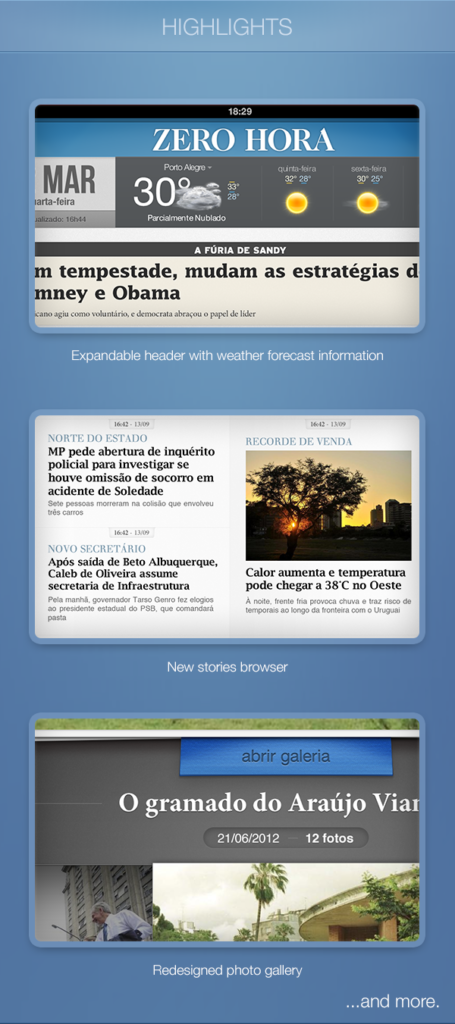 HIGHLIGHTS
18:29
ZERO HORA
MAR
arta-feira
ualizado: 16h44
Porto Alegre
30°
33°
28°
Parcialmente Nublado
quinta-feira
32° 28°
sexta-feira
30° 25°
A FÚRIA DE SANDY
m tempestade, mudam as estratégias d
mney e Obama
cano agiu como voluntário, e democrata abraçou o papel de líder
Expandable header with weather forecast information
16:42 - 13/09
NORTE DO ESTADO
MP pede abertura de inquérito
policial para investigar se
houve omissão de socorro em
acidente de Soledade
Sete pessoas morreram na colisão que envolveu
três carros
16:42 - 13/09
NOVO SECRETÁRIO
Após saída de Beto Albuquerque,
Caleb de Oliveira assume
secretaria de Infraestrutura
Pela manhã, governador Tarso Genro fez elogios
ao presidente estadual do PSB, que comandará
pasta
16:42 - 13/09
RECORDE DE VENDA
Calor aumenta e temperatura
pode chegar a 38°C no Oeste
À noite, frente fria provoca chuva e traz risco de
temporais ao longo da fronteira com o Uruguai
New stories browser
abrir galeria
O gramado do Araújo Vian
21/06/2012 — 12 fotos
Redesigned photo gallery
...and more.